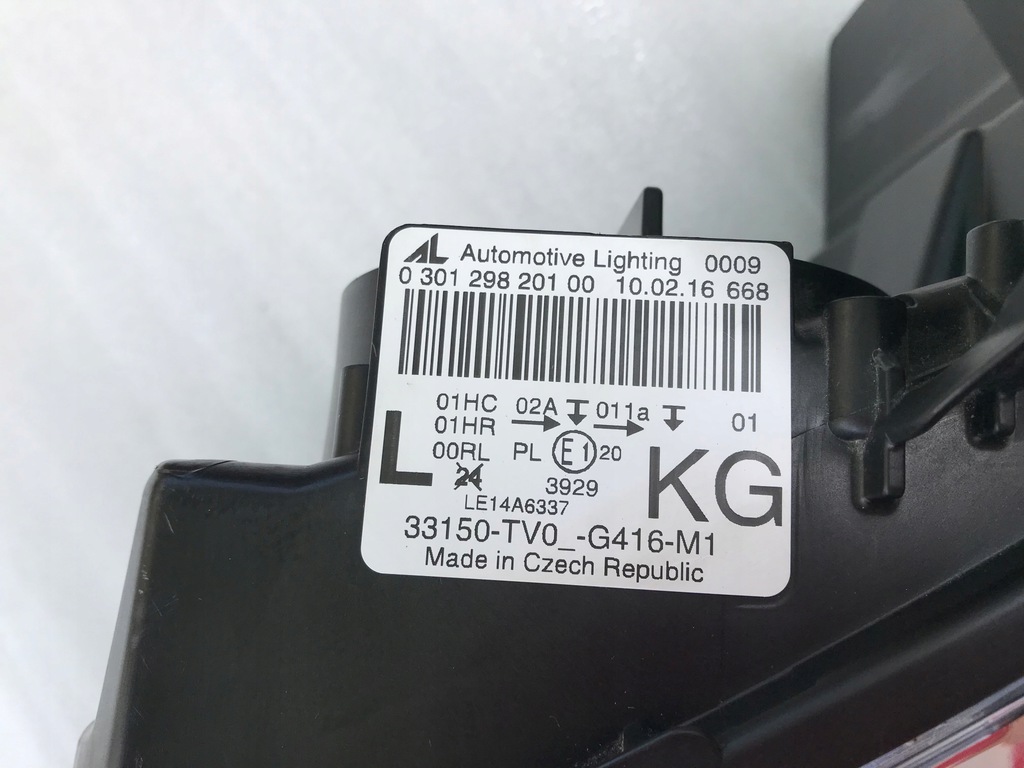 AL Automotive Lighting 0009
0 301 298 201 00 10.02.16 668
01HC 02A 011a 01
01HR
L 00RL PL E1 20 KG
24 3929
LE14A6337
33150-TV0_-G416-M1
Made in Czech Republic